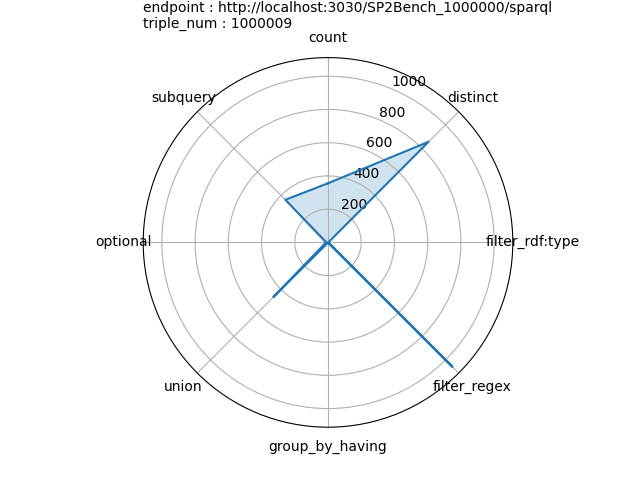 endpoint : http://localhost:3030/SP2Bench_1000000/sparql
triple_num : 1000009
count
subquery
distinct
1000
800
600
400
200
optional
filter_rdf:type
union
filter_regex
group_by_having